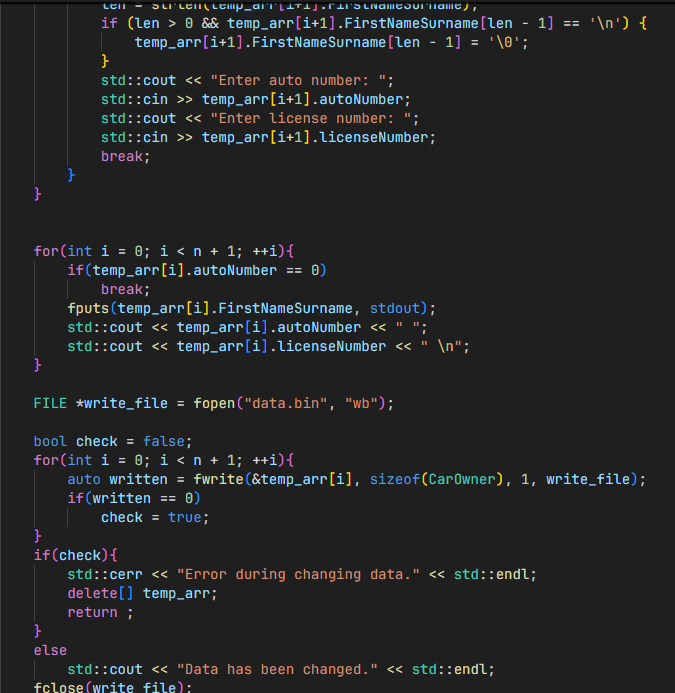 len = strlen(temp_arr[i+1].FirstNameSurname);
if (len > 0 && temp_arr[i+1].FirstNameSurname[len - 1] == '\n') {
temp_arr[i+1].FirstNameSurname[len - 1] = '\0';
}
std::cout << "Enter auto number: ";
std::cin >> temp_arr[i+1].autoNumber;
std::cout << "Enter license number: ";
std::cin >> temp_arr[i+1].licenseNumber;
break;
}
}
for(int i = 0; i < n + 1; ++i){
if(temp_arr[i].autoNumber == 0)
break;
fputs(temp_arr[i].FirstNameSurname, stdout);
std::cout << temp_arr[i].autoNumber << " ";
std::cout << temp_arr[i].licenseNumber << " \n";
}
FILE *write_file = fopen("data.bin", "wb");
bool check = false;
for(int i = 0; i < n + 1; ++i){
auto written = fwrite(&temp_arr[i], sizeof(CarOwner), 1, write_file);
if(written == 0)
check = true;
}
if(check){
std::cerr << "Error during changing data." << std::endl;
delete[] temp_arr;
return ;
}
else
std::cout << "Data has been changed." << std::endl;
fclose(write_file);